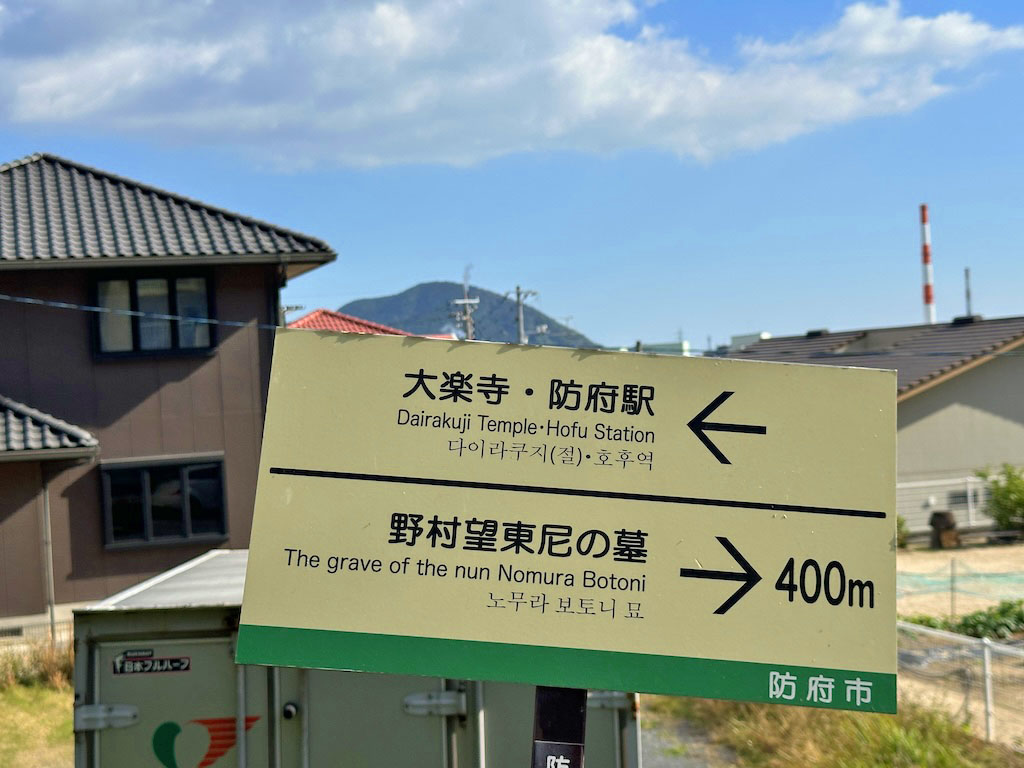 大楽寺・防府駅
Dairakuji Temple・Hofu Station
다이라쿠지(절)・호후역
野村望東尼の墓
The grave of the nun Nomura Botoni
노무라 보토니 묘
400m
防府市
日本フルハーフ
防